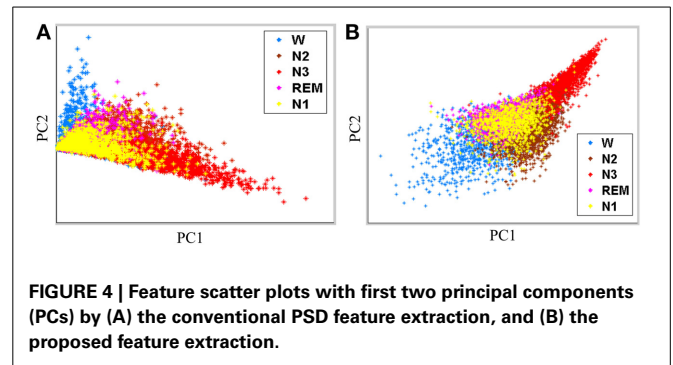 A
W
N2
N3
REM
N1
PC2
PC1
B
W
N2
N3
REM
N1
PC2
PC1
FIGURE 4 | Feature scatter plots with first two principal components
(PCs) by (A) the conventional PSD feature extraction, and (B) the
proposed feature extraction.